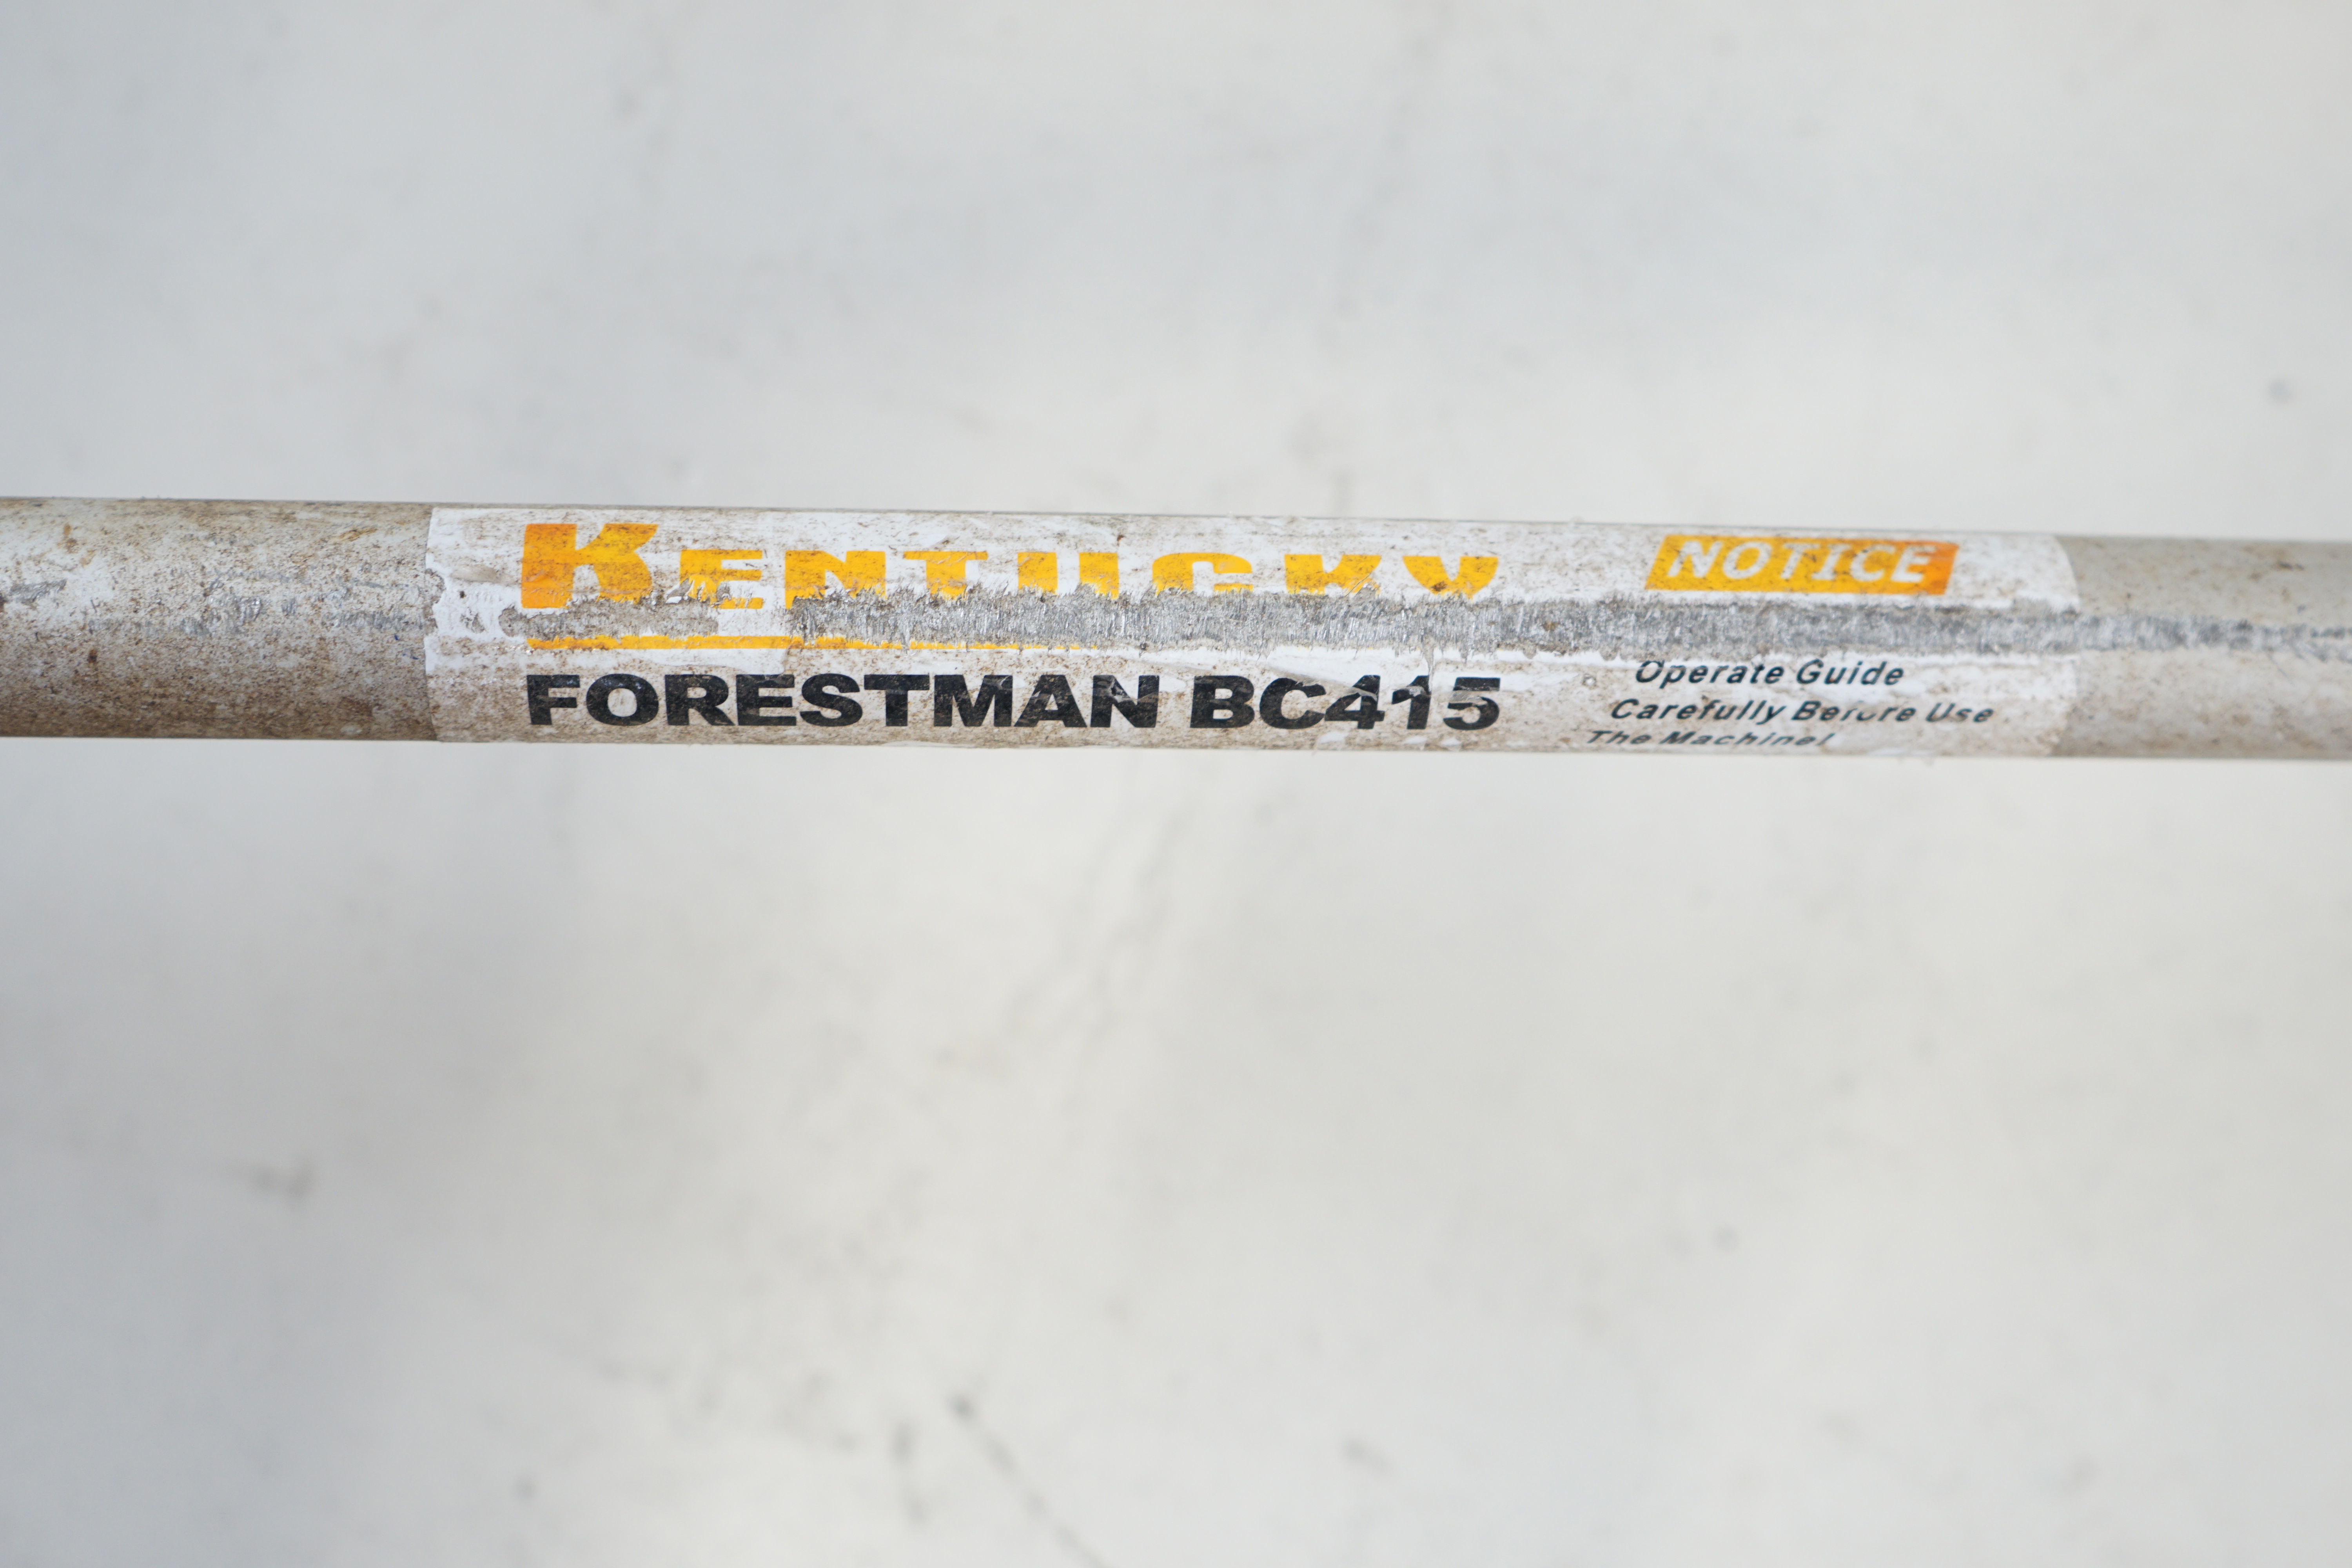 KENTUCKY
FORESTMAN BC415
NOTICE
Operate Guide
Carefully Before Use
The Machine!